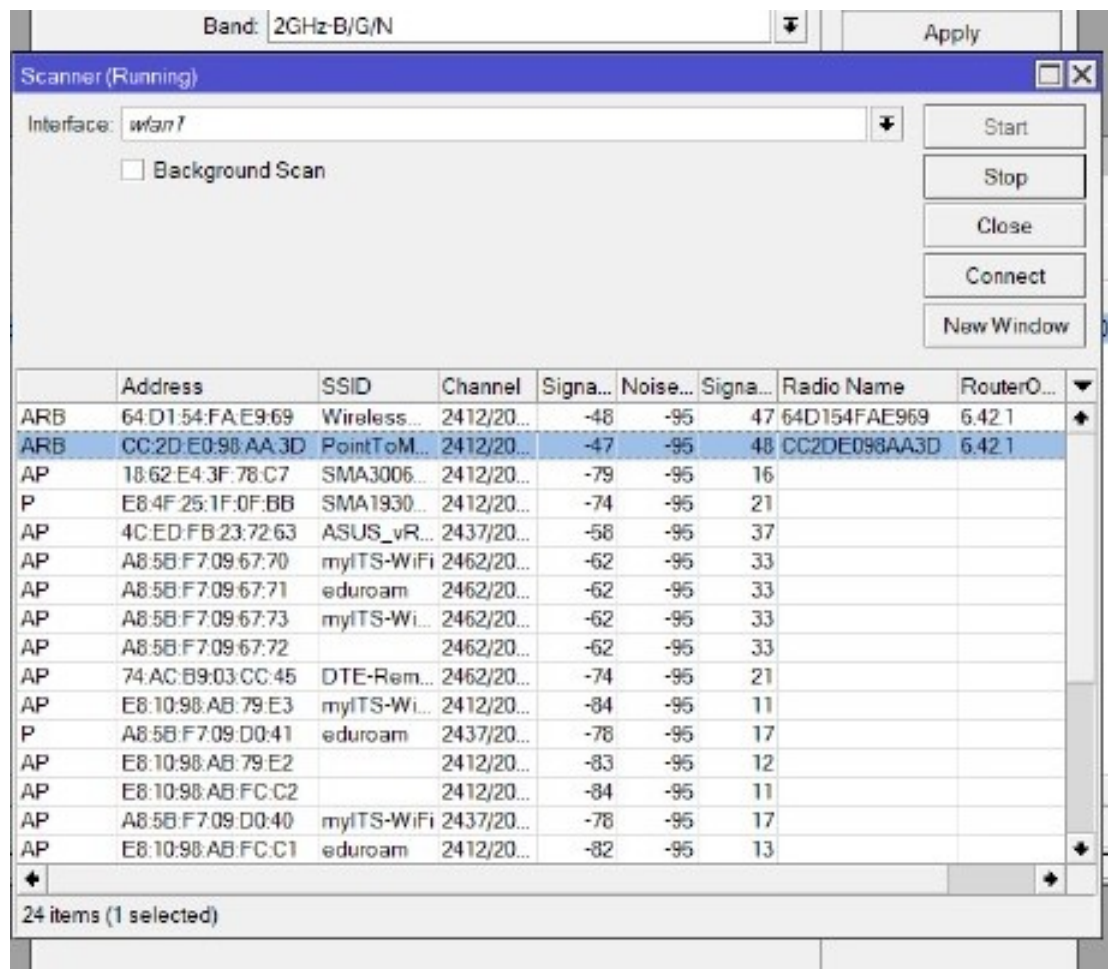 Band: 2GHz-B/G/N Apply
Scanner (Running)
Interface: wlan1 Start
Background Scan Stop
Close
Connect
New Window
Address SSID Channel Signa... Noise... Signa... Radio Name RouterO...
ARB 64:D1:54:FA:E9:69 Wireless... 2412/20... -48 -95 47 64D154FAE969 6.42.1
ARB CC:2D:E0:98:AA:3D PointToM... 2412/20... -47 -95 48 CC2DE098AA3D 6.42.1
AP 18:62:E4:3F:78:C7 SMA3006... 2412/20... -79 -95 16
P E8:4F:25:1F:0F:BB SMA1930... 2412/20... -74 -95 21
AP 4C:ED:FB:23:72:63 ASUS_vR... 2437/20... -58 -95 37
AP A8:5B:F7:09:67:70 myITS-WiFi 2462/20... -62 -95 33
AP A8:5B:F7:09:67:71 eduroam 2462/20... -62 -95 33
AP A8:5B:F7:09:67:73 myITS-Wi... 2462/20... -62 -95 33
AP A8:5B:F7:09:67:72 2462/20... -62 -95 33
AP 74:AC:B9:03:CC:45 DTE-Rem... 2462/20... -74 -95 21
AP E8:10:98:AB:79:E3 myITS-Wi... 2412/20... -84 -95 11
P A8:5B:F7:09:D0:41 eduroam 2437/20... -78 -95 17
AP E8:10:98:AB:79:E2 2412/20... -83 -95 12
AP E8:10:98:AB:FC:C2 2412/20... -84 -95 11
AP A8:5B:F7:09:D0:40 myITS-WiFi 2437/20... -78 -95 17
AP E8:10:98:AB:FC:C1 eduroam 2412/20... -82 -95 13
24 items (1 selected)